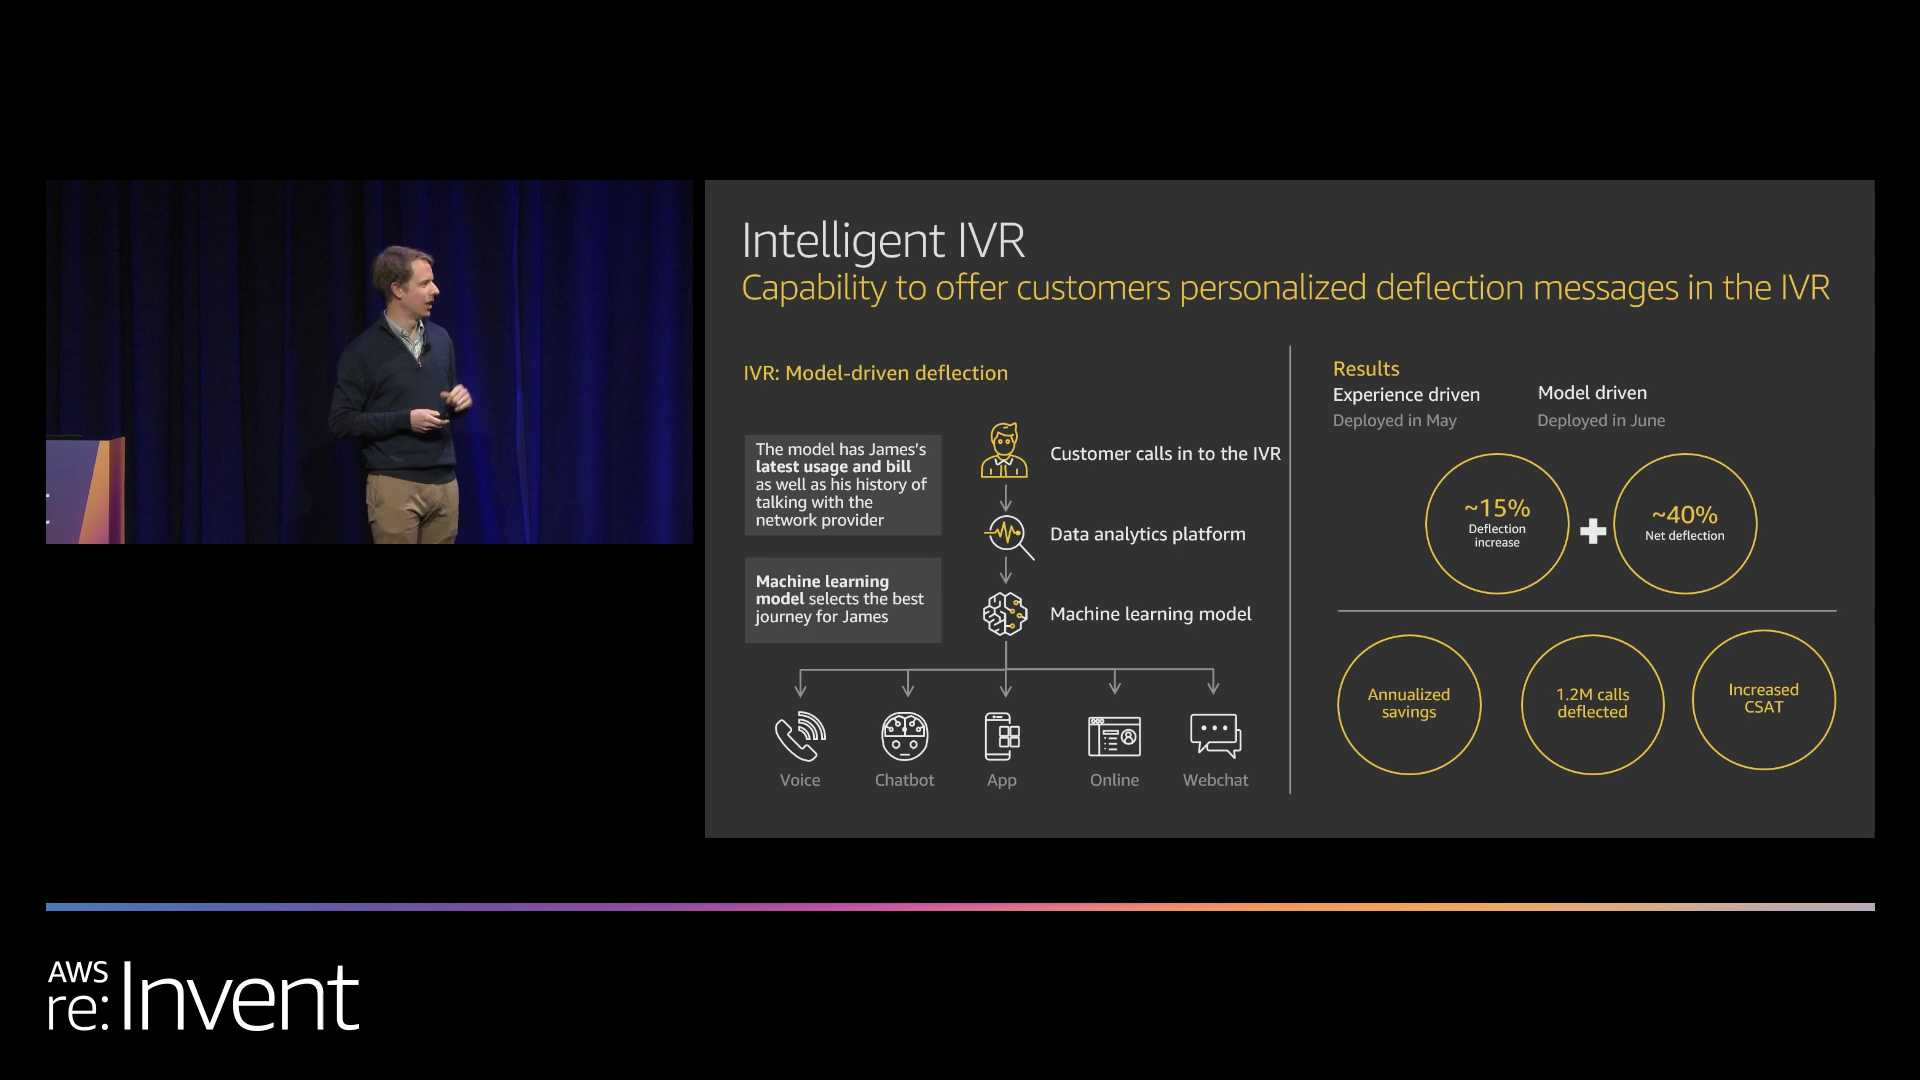 Intelligent IVR
Capability to offer customers personalized deflection messages in the IVR
IVR: Model-driven deflection
The model has James's
latest usage and bill
as well as his history of
talking with the
network provider
Machine learning
model selects the best
journey for James
Customer calls in to the IVR
Data analytics platform
Machine learning model
Voice
Chatbot
App
Online
Webchat
Results
Experience driven
Deployed in May
Model driven
Deployed in June
~15%
Deflection
increase
~40%
Net deflection
Annualized
savings
1.2M calls
deflected
Increased
CSAT
t
AWS
re:Invent